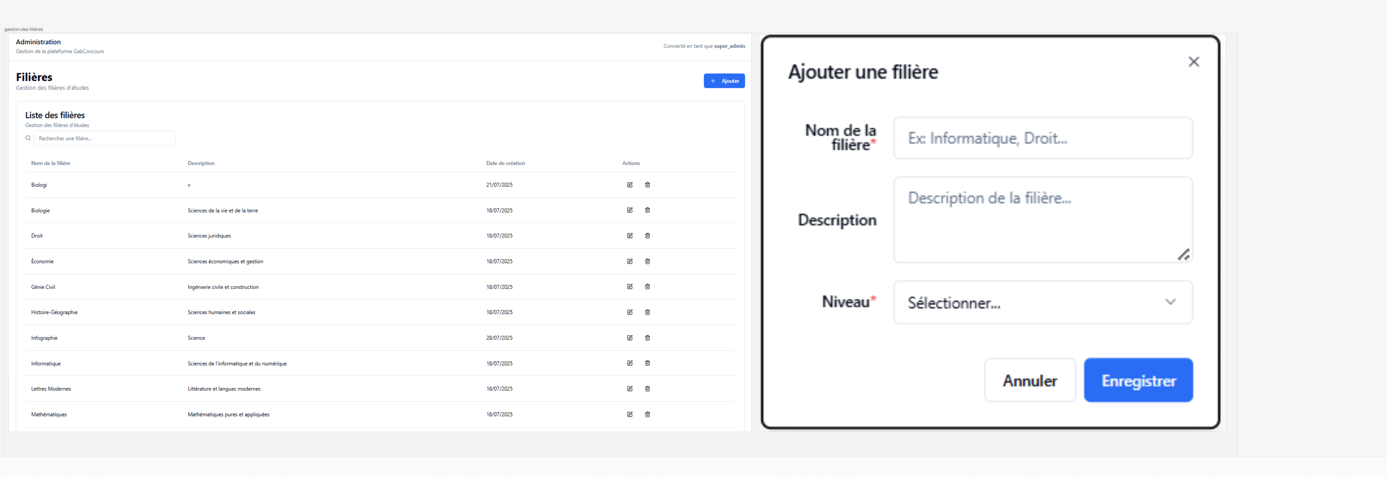 gestion des filières
Administration
Gestion de la plateforme GabConcours
Connecté en tant que super_admin
Filières
Gestion des filières d'études
+ Ajouter
Liste des filières
Gestion des filières d'études
Rechercher une filière...
Nom de la filière Description Date de création Actions
Biologi v 21/07/2025
Biologie Sciences de la vie et de la terre 18/07/2025
Droit Sciences juridiques 18/07/2025
Économie Sciences économiques et gestion 18/07/2025
Génie Civil Ingénierie civile et construction 18/07/2025
Histoire-Géographie Sciences humaines et sociales 18/07/2025
Infographie Science 28/07/2025
Informatique Sciences de l'informatique et du numérique 18/07/2025
Lettres Modernes Littérature et langues modernes 18/07/2025
Mathématiques Mathématiques pures et appliquées 18/07/2025
Ajouter une filière
Nom de la
filière*
Ex: Informatique, Droit...
Description
Description de la filière...
Niveau*
Sélectionner...
Annuler
Enregistrer